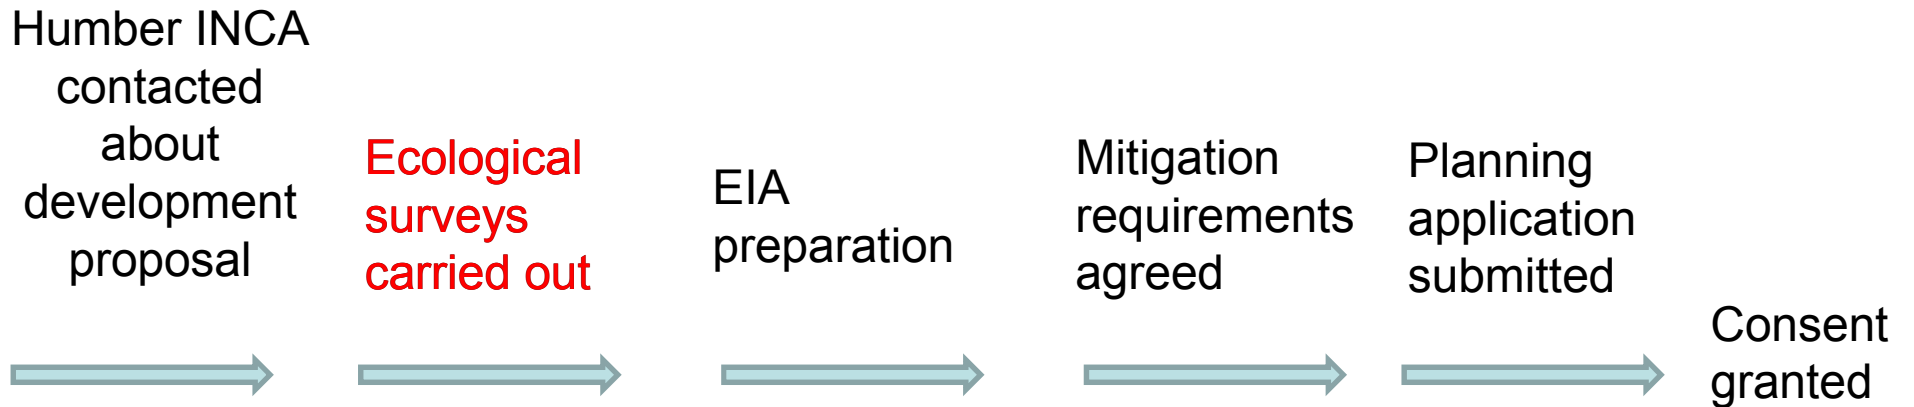 Humber INCA
contacted
about
development
proposal
Ecological
surveys
carried out
EIA
preparation
Mitigation
requirements
agreed
Planning
application
submitted
Consent
granted